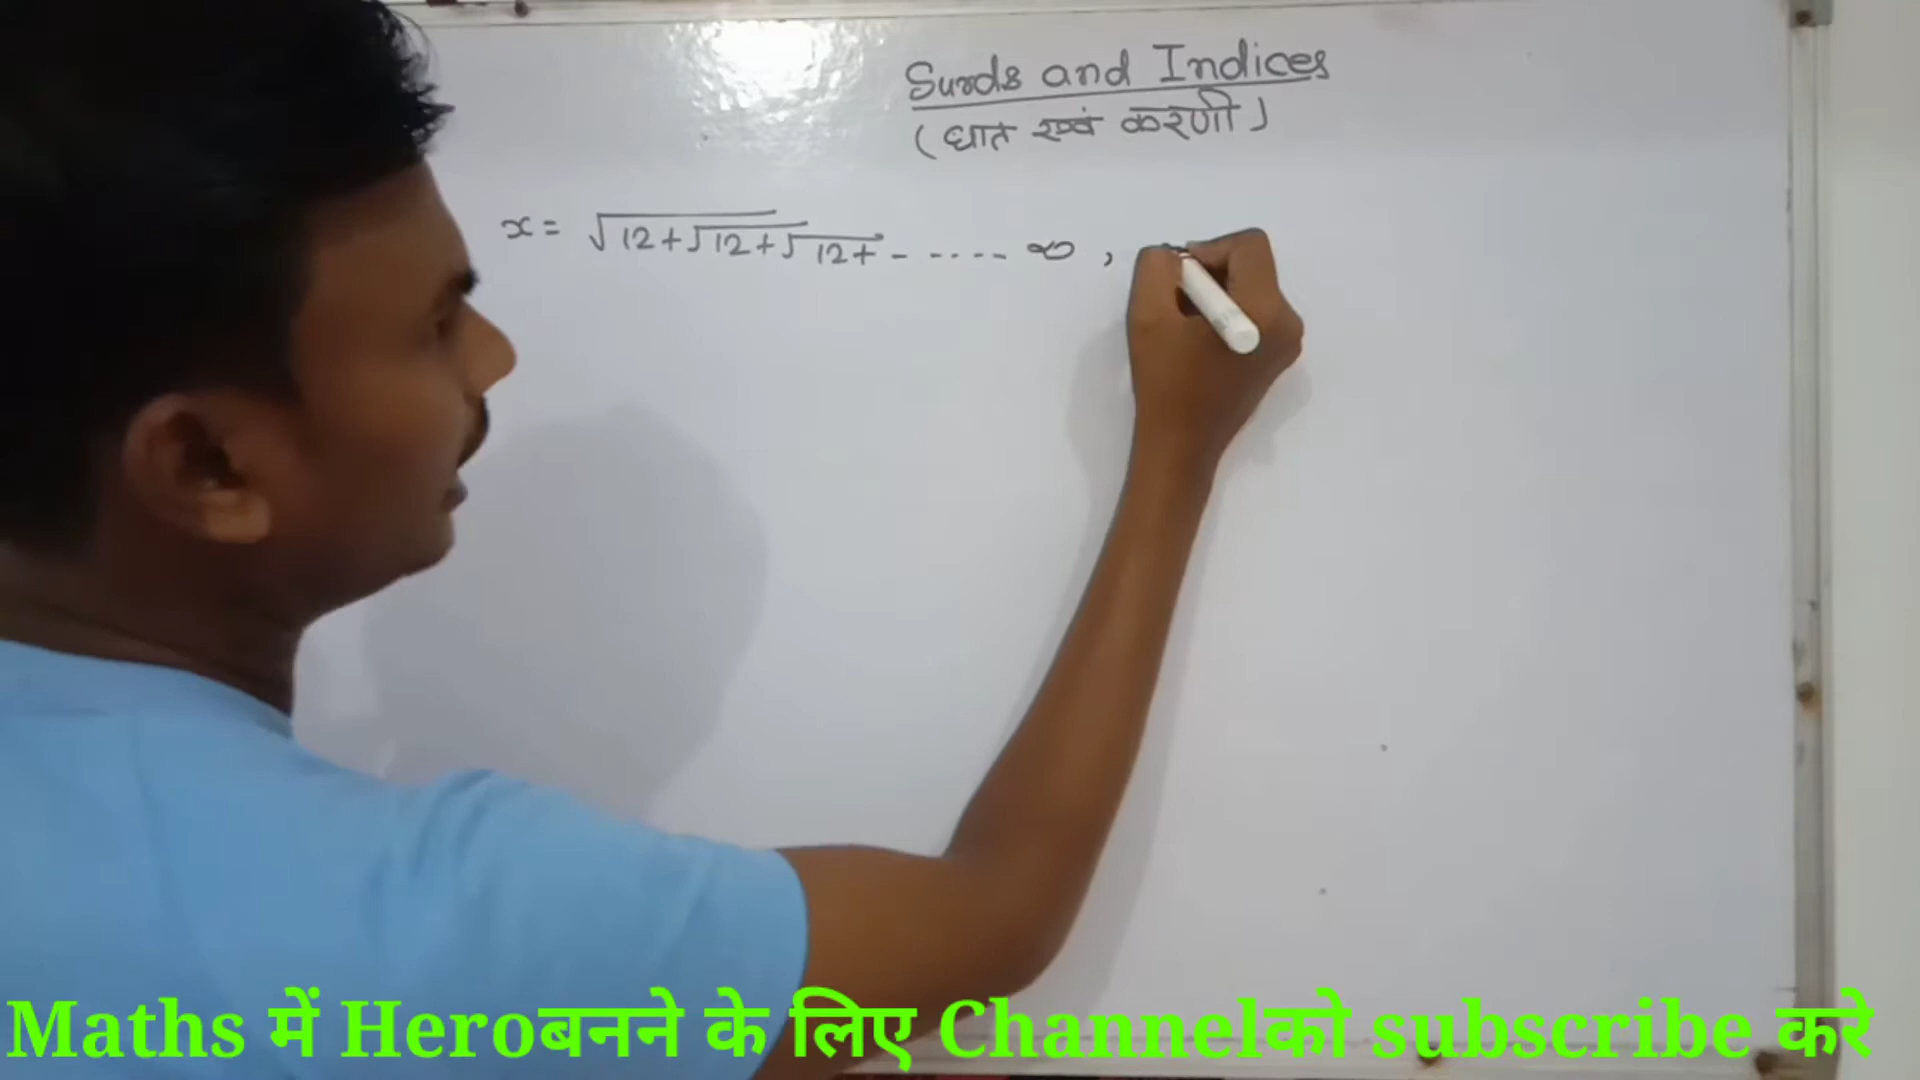 Surds and Indices
(घात एवं करणी)
x = √12+√12+√12+ - ---- ∞ ,
Maths में Heroबनने के लिए Channelको subscribe करे